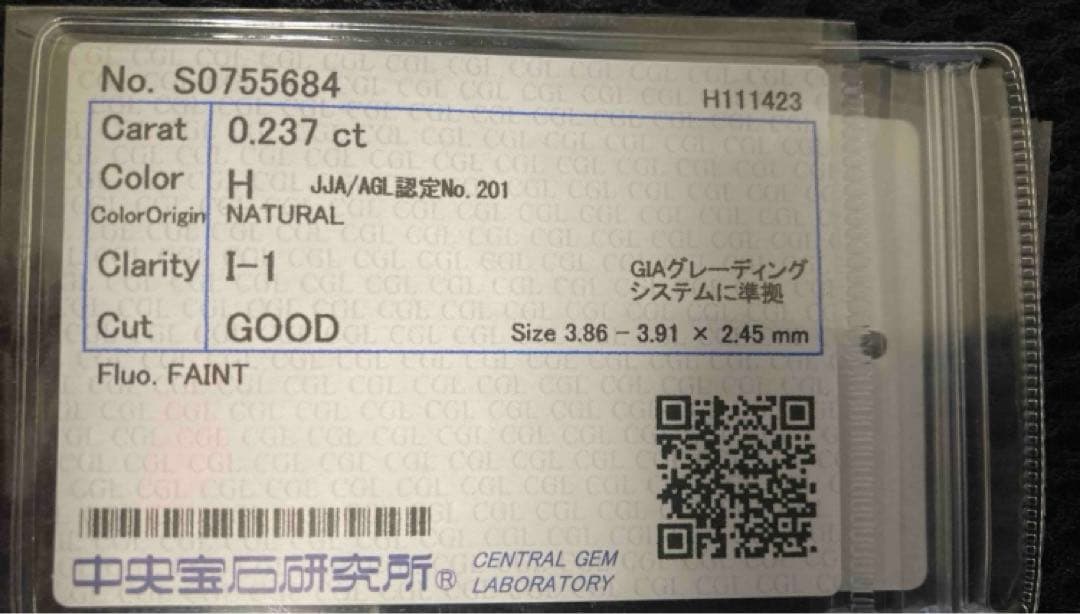 No. S0755684
H111423
Carat 0.237 ct
Color H JJA/AGL認定No.201
ColorOrigin NATURAL
Clarity I-1
GIAグレーディング
システムに準拠
Cut GOOD Size 3.86 - 3.91 × 2.45 mm
Fluo. FAINT
中央宝石研究所® CENTRAL GEM
LABORATORY